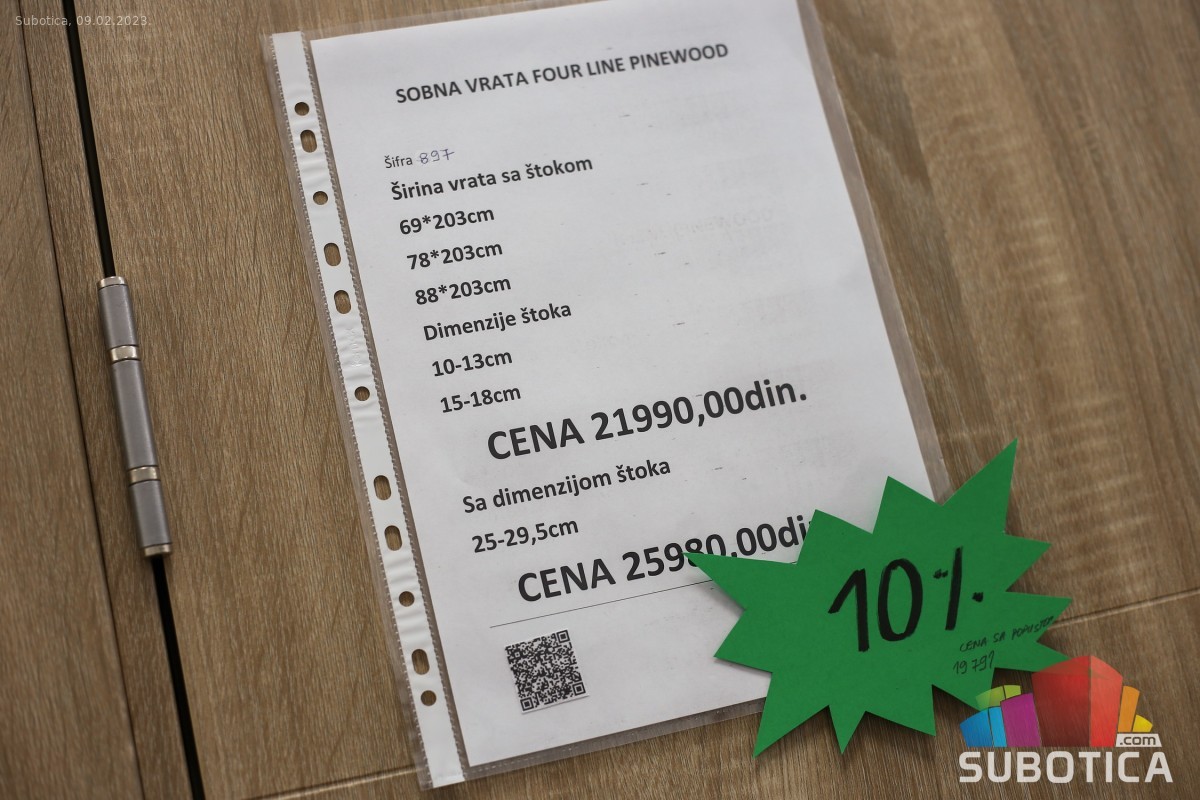 Subotica, 09.02.2023.
SOBNA VRATA FOUR LINE PINEWOOD
Šifra 897
Širina vrata sa štokom
69*203cm
78*203cm
88*203cm
Dimenzije štoka
10-13cm
15-18cm
CENA 21990,00din.
Sa dimenzijom štoka
25-29,5cm
CENA 25980,00din
10%
CENA SA POPUSTOM
19791
.com
SUBOTICA